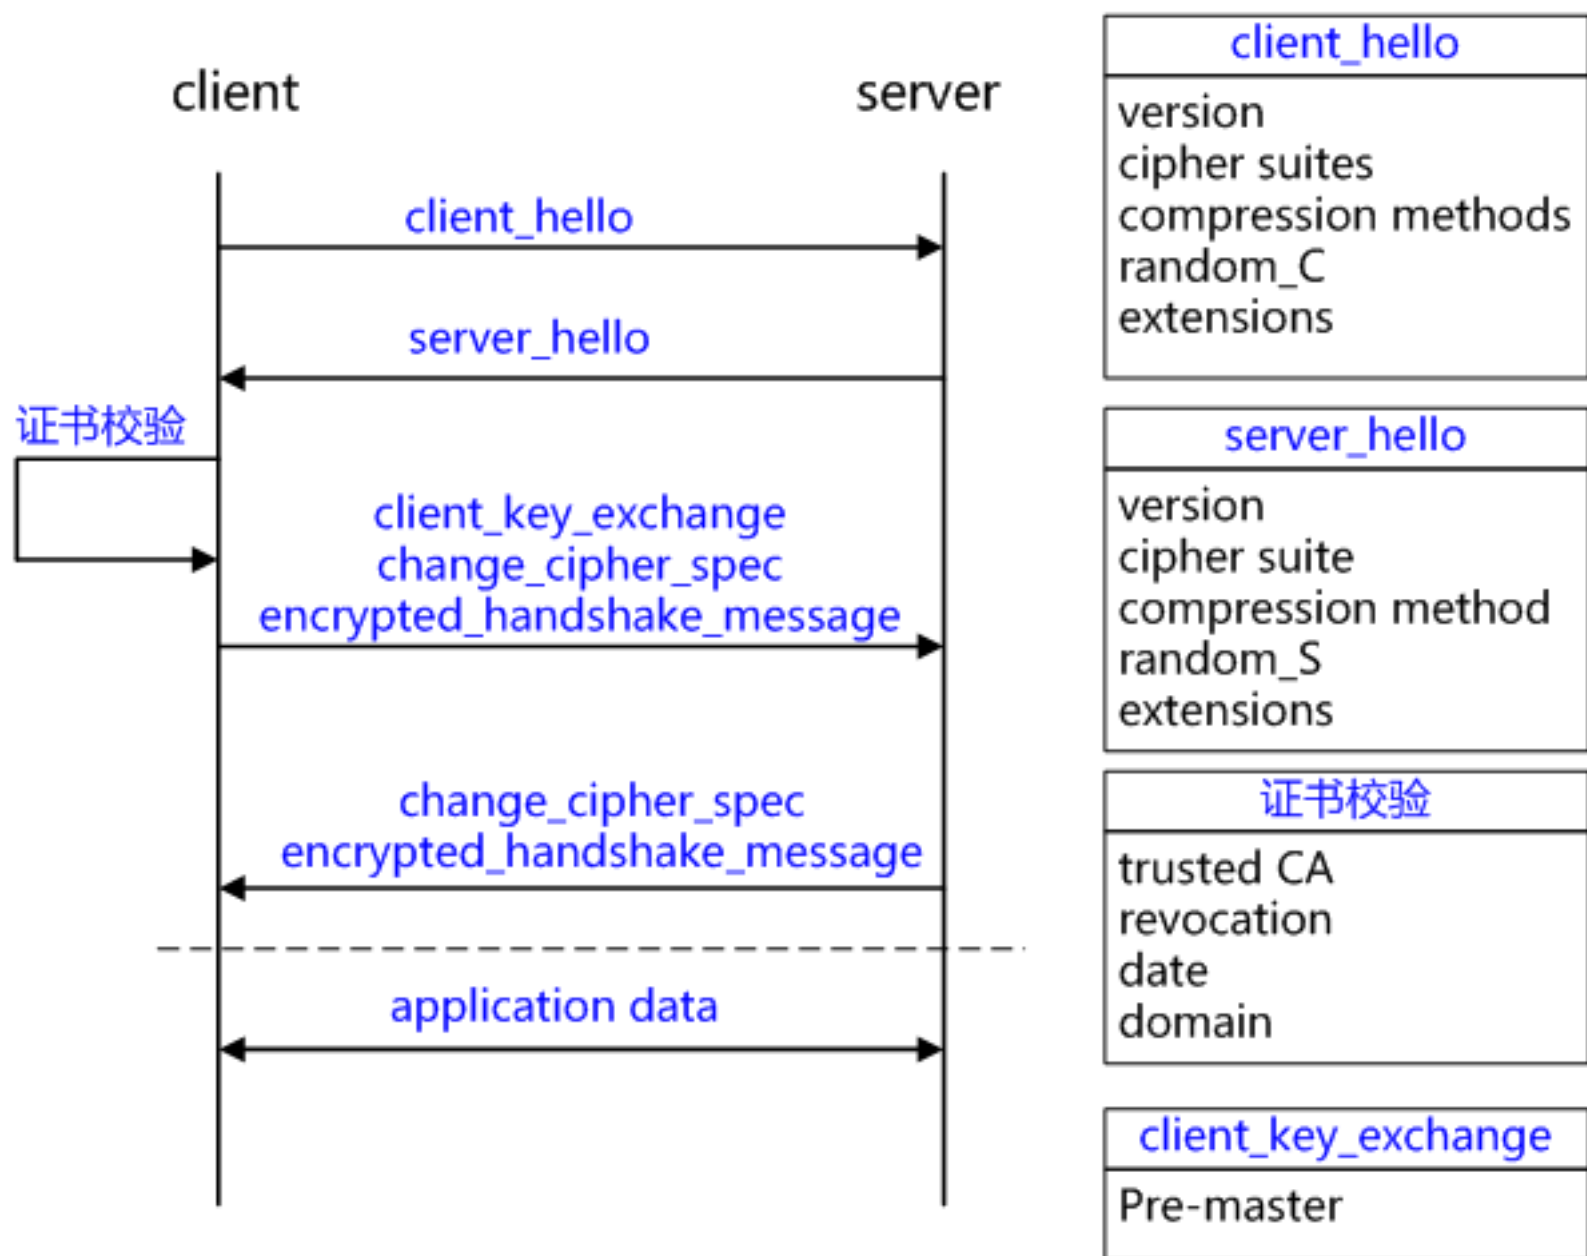 client
server
client_hello
server_hello
证书校验
client_key_exchange
change_cipher_spec
encrypted_handshake_message
change_cipher_spec
encrypted_handshake_message
application data
client_hello
version
cipher suites
compression methods
random_C
extensions
server_hello
version
cipher suite
compression method
random_S
extensions
证书校验
trusted CA
revocation
date
domain
client_key_exchange
Pre-master